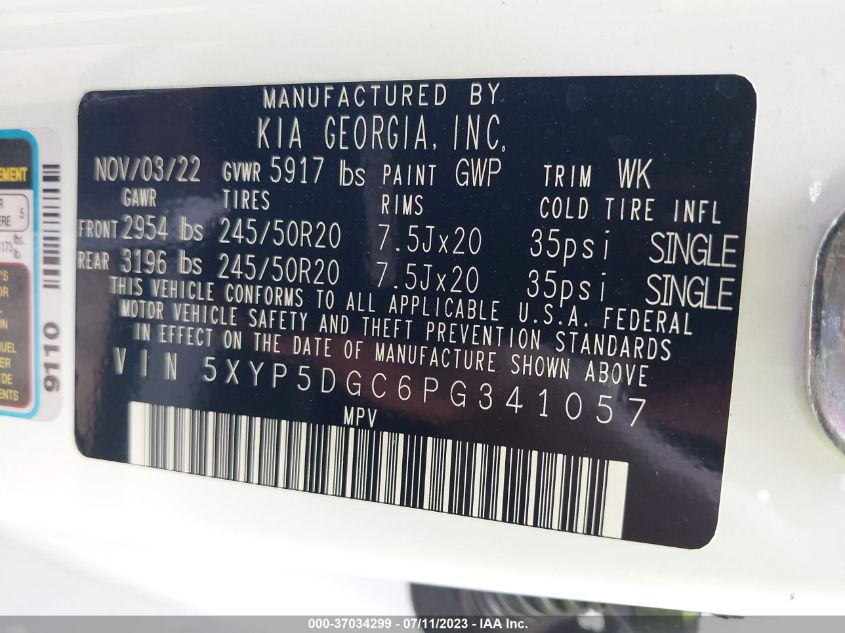 MANUFACTURED BY
KIA GEORGIA, INC.
NOV/03/22 GVWR 5917 lbs PAINT GWP TRIM WK
GAWR TIRES RIMS COLD TIRE INFL
FRONT 2954 lbs 245/50R20 7.5Jx20 35psi SINGLE
REAR 3196 lbs 245/50R20 7.5Jx20 35psi SINGLE
THIS VEHICLE CONFORMS TO ALL APPLICABLE U.S.A. FEDERAL
MOTOR VEHICLE SAFETY AND THEFT PREVENTION STANDARDS
IN EFFECT ON THE DATE OF MANUFACTURE SHOWN ABOVE
VIN 5XYP5DGC6PG341057
MPV
5
lbs.
9110
000-37034299 - 07/11/2023 - IAA Inc.